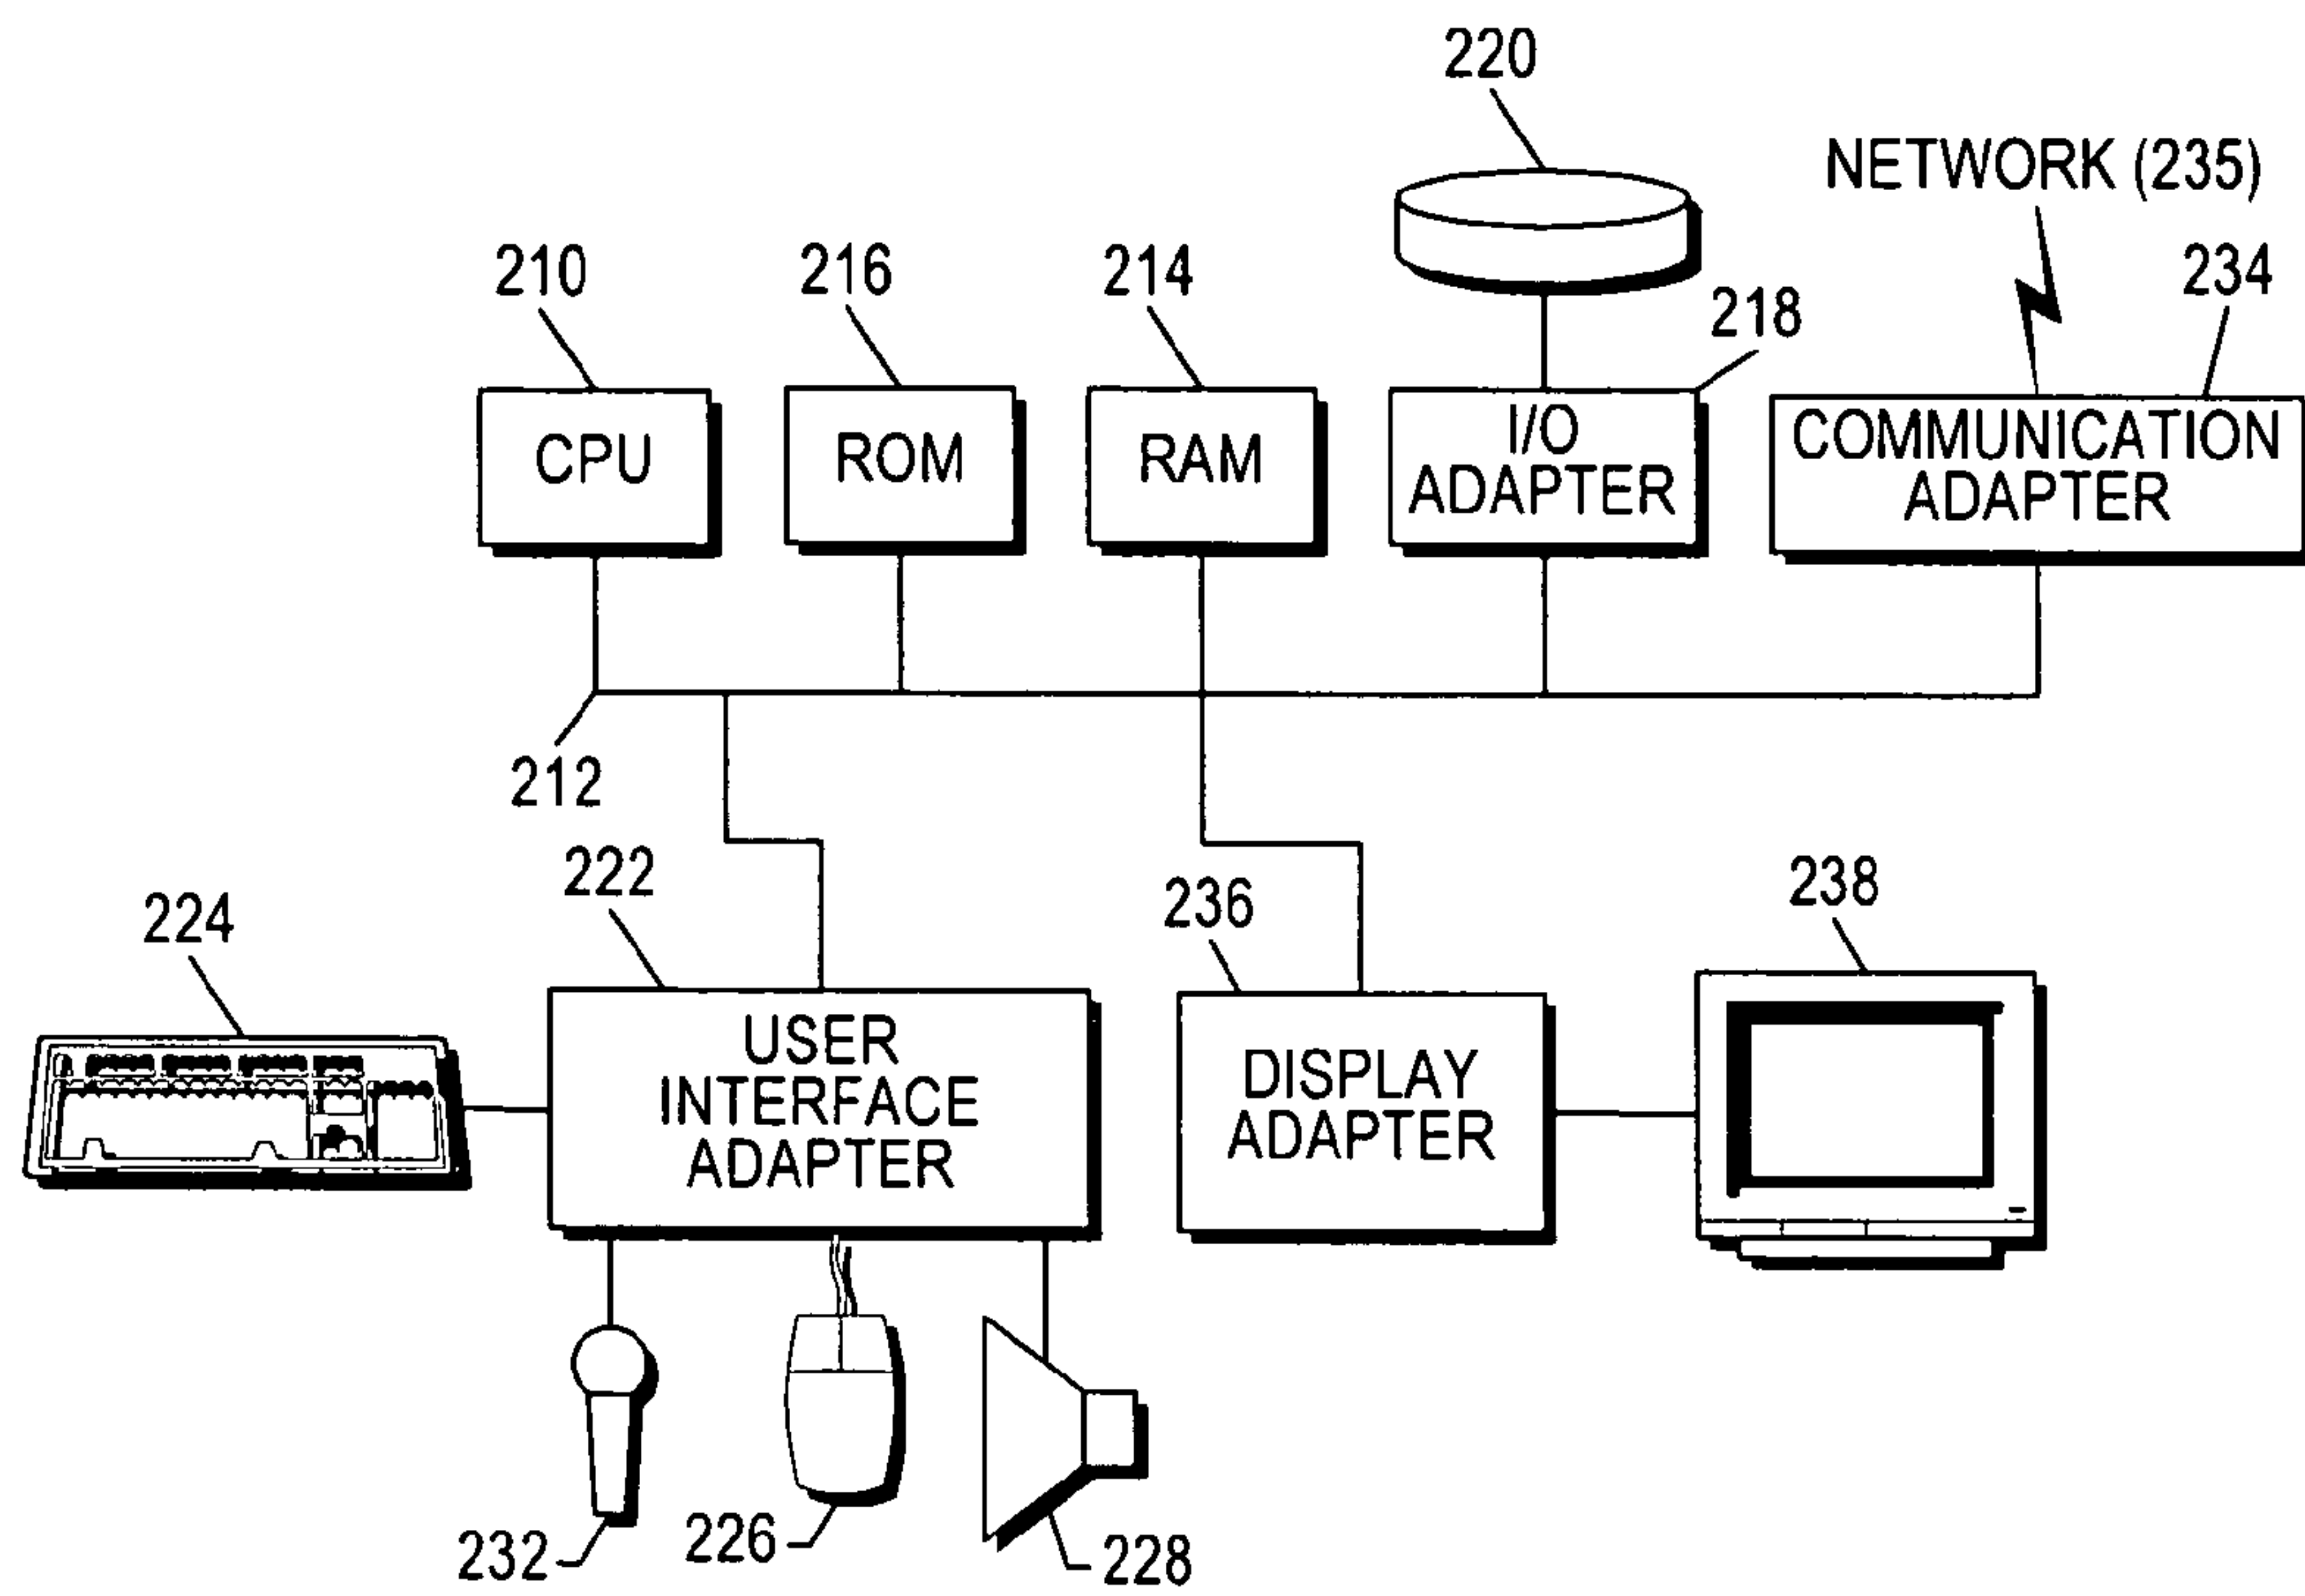 220
NETWORK (235)
210
216
214
218
234
CPU
ROM
RAM
I/O
ADAPTER
COMMUNICATION
ADAPTER
212
222
236
238
224
USER
INTERFACE
ADAPTER
DISPLAY
ADAPTER
232
226
228